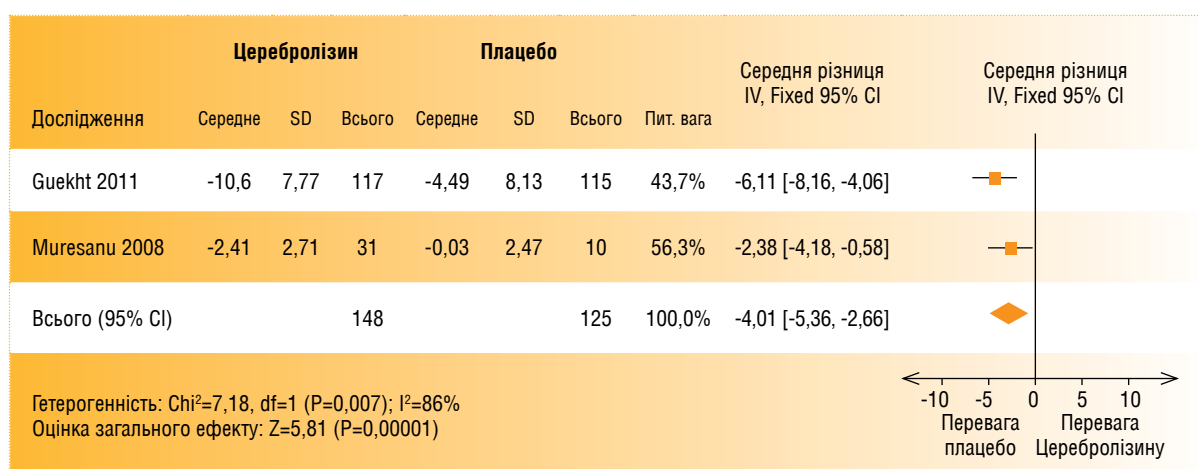 Церебролізин Плацебо
Середня різниця
IV, Fixed 95% CI
Середня різниця
IV, Fixed 95% CI
Дослідження Середне SD Всього Середне SD Всього Пит. вага
Guekht 2011 -10,6 7,77 117 -4,49 8,13 115 43,7% -6,11 [-8,16, -4,06]
Muresanu 2008 -2,41 2,71 31 -0,03 2,47 10 56,3% -2,38 [-4,18, -0,58]
Всього (95% CI) 148 125 100,0% -4,01 [-5,36, -2,66]
Гетерогенність: Chi²=7,18, df=1 (P=0,007); I²=86%
Оцінка загального ефекту: Z=5,81 (P=0,00001)
-10 -5 0 5 10
Перевага
плацебо
Перевага
Церебролізину